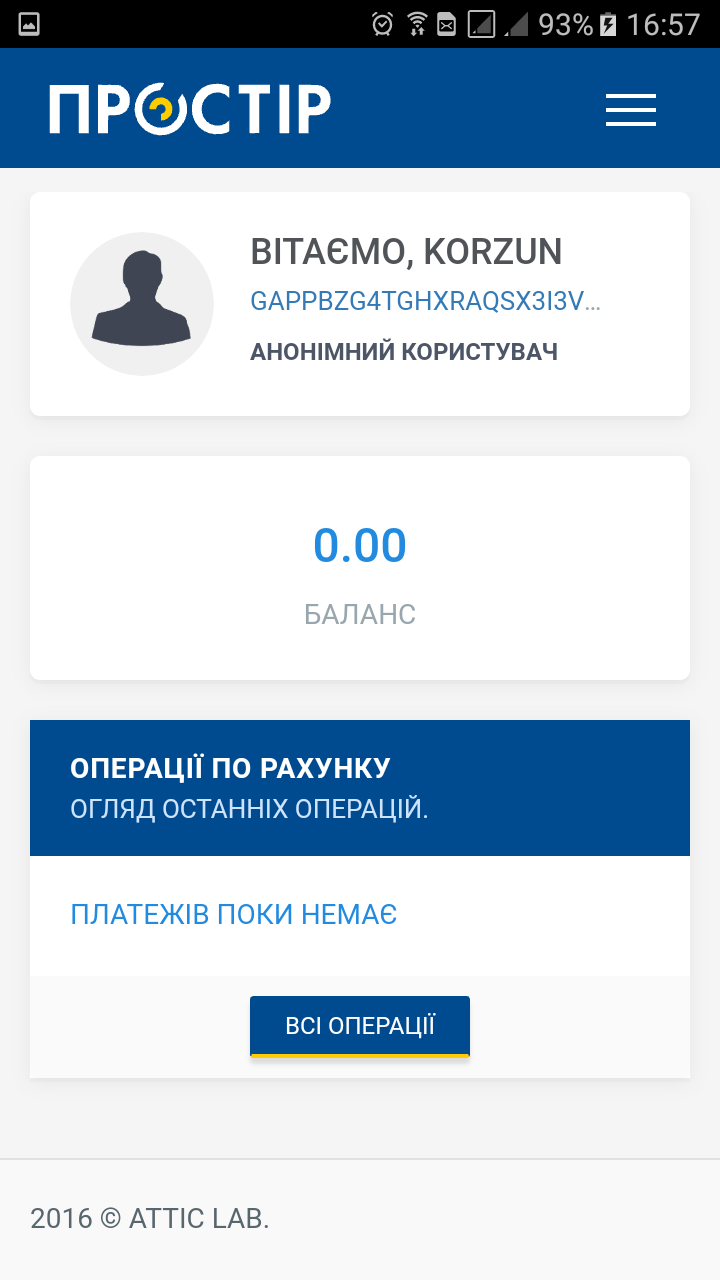 93% 16:57
ПРОСТІР
ВІТАЄМО, KORZUN
GAPPBZG4TGHXRAQSX3I3V...
АНОНІМНИЙ КОРИСТУВАЧ
0.00
БАЛАНС
ОПЕРАЦІЇ ПО РАХУНКУ
ОГЛЯД ОСТАННІХ ОПЕРАЦІЙ.
ПЛАТЕЖІВ ПОКИ НЕМАЄ
ВСІ ОПЕРАЦІЇ
2016 © ATTIC LAB.